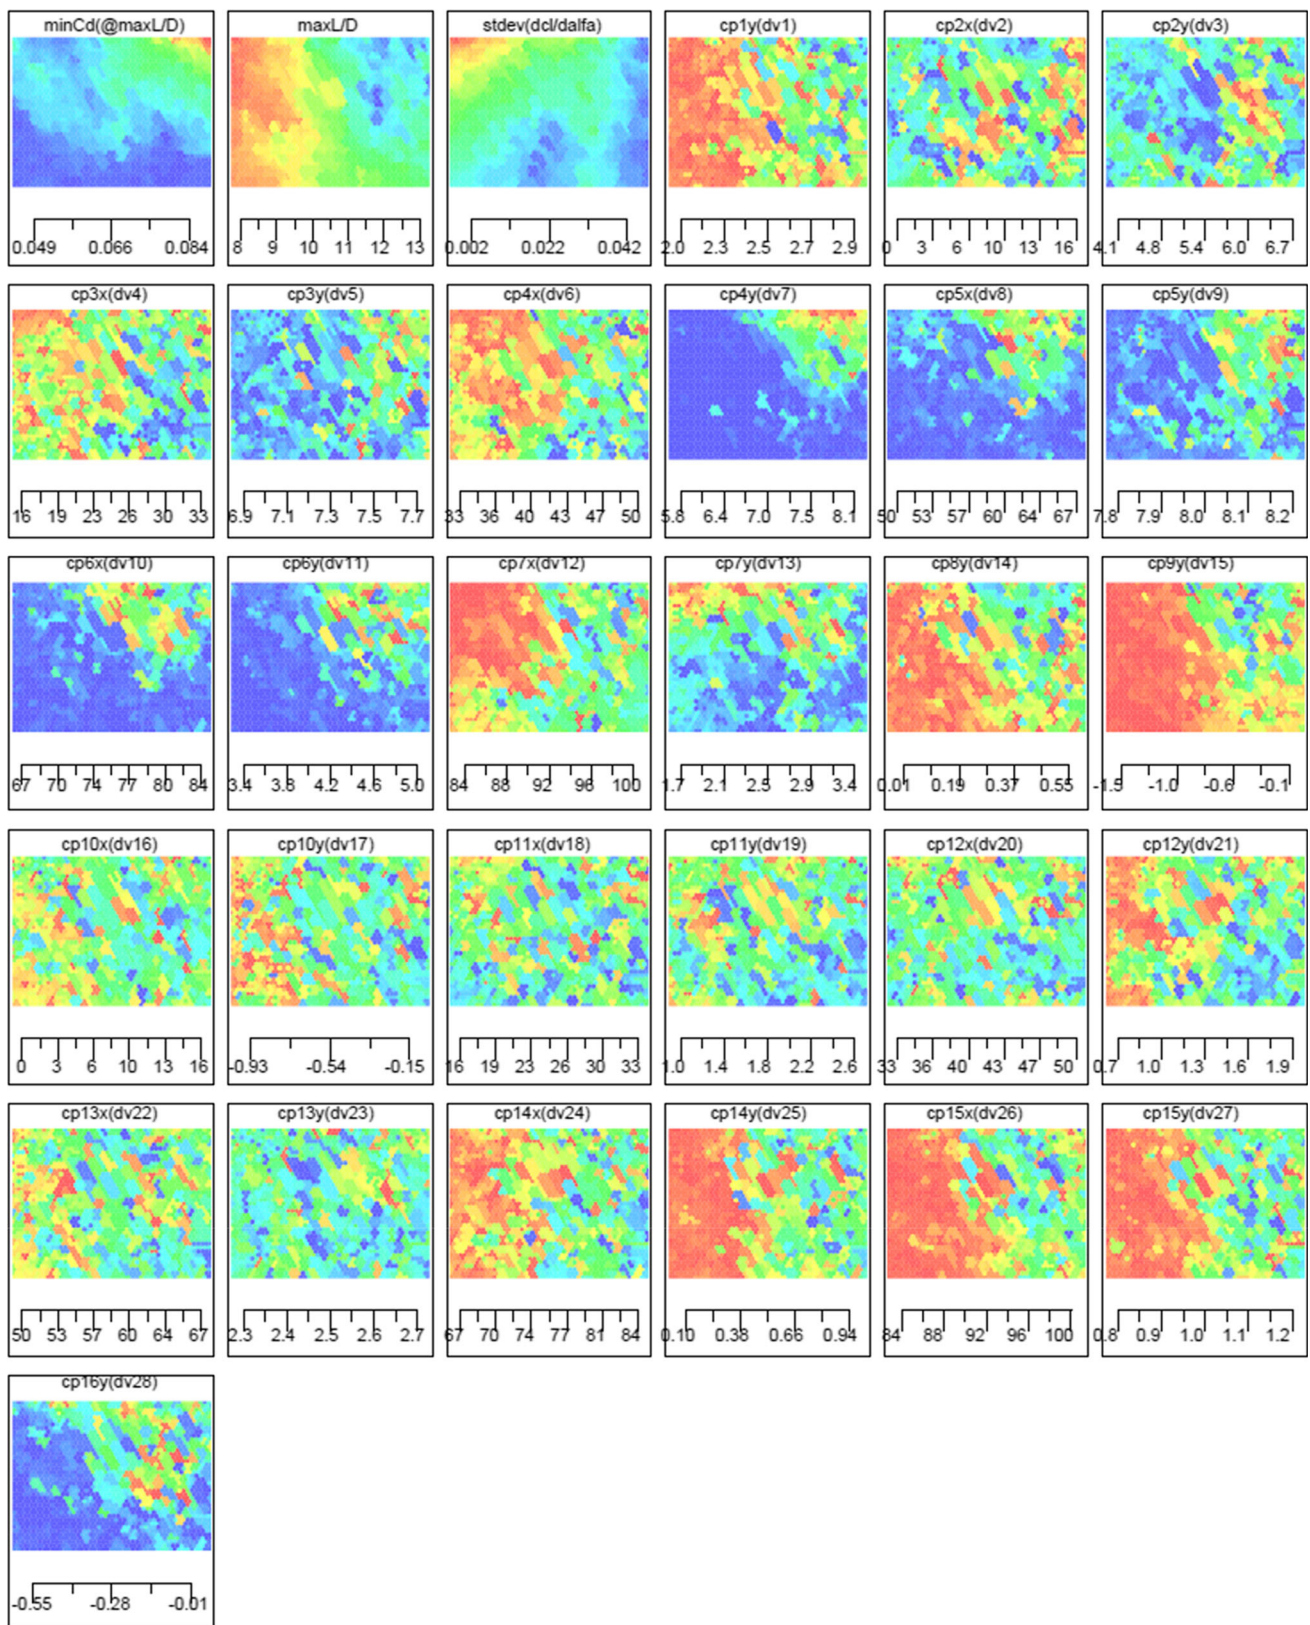 minCd(@maxL/D) maxL/D stdev(dcl/dalfa) cp1y(dv1) cp2x(dv2) cp2y(dv3)
0.049 0.066 0.084 8 9 10 11 12 13 0.002 0.022 0.042 2.0 2.3 2.5 2.7 2.9 0 3 6 10 13 16 4.1 4.8 5.4 6.0 6.7
cp3x(dv4) cp3y(dv5) cp4x(dv6) cp4y(dv7) cp5x(dv8) cp5y(dv9)
16 19 23 26 30 33 6.9 7.1 7.3 7.5 7.7 33 36 40 43 47 50 5.8 6.4 7.0 7.5 8.1 50 53 57 60 64 67 7.8 7.9 8.0 8.1 8.2
cp6x(dv10) cp6y(dv11) cp7x(dv12) cp7y(dv13) cp8y(dv14) cp9y(dv15)
67 70 74 77 80 84 3.4 3.8 4.2 4.6 5.0 84 88 92 96 100 1.7 2.1 2.5 2.9 3.4 0.01 0.19 0.37 0.55 -1.5 -1.0 -0.6 -0.1
cp10x(dv16) cp10y(dv17) cp11x(dv18) cp11y(dv19) cp12x(dv20) cp12y(dv21)
0 3 6 10 13 16 -0.93 -0.54 -0.15 16 19 23 26 30 33 1.0 1.4 1.8 2.2 2.6 33 36 40 43 47 50 0.7 1.0 1.3 1.6 1.9
cp13x(dv22) cp13y(dv23) cp14x(dv24) cp14y(dv25) cp15x(dv26) cp15y(dv27)
50 53 57 60 64 67 2.3 2.4 2.5 2.6 2.7 67 70 74 77 81 84 0.10 0.38 0.66 0.94 84 88 92 96 100 0.8 0.9 1.0 1.1 1.2
cp16y(dv28)
-0.55 -0.28 -0.01